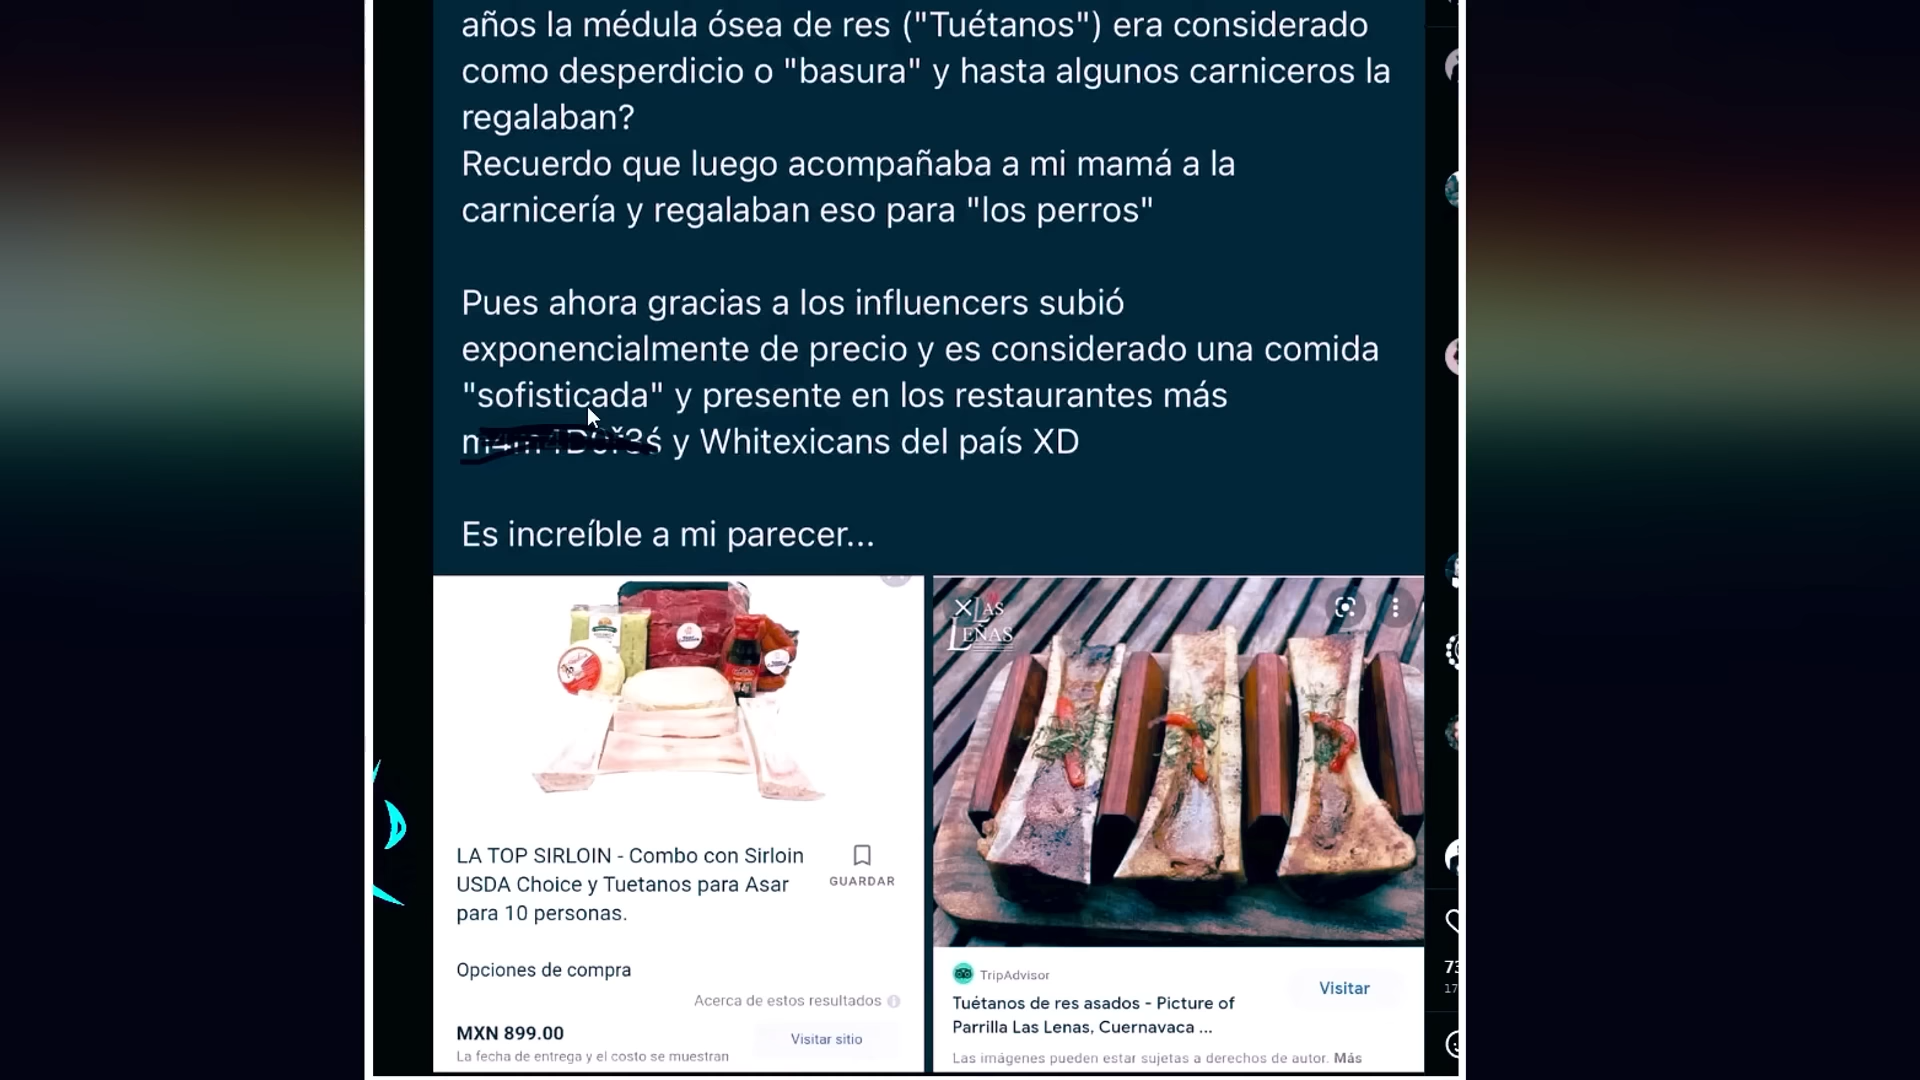 años la médula ósea de res ("Tuétanos") era considerado
como desperdicio o "basura" y hasta algunos carniceros la
regalaban?
Recuerdo que luego acompañaba a mi mamá a la
carnicería y regalaban eso para "los perros"
Pues ahora gracias a los influencers subió
exponencialmente de precio y es considerado una comida
"sofisticada" y presente en los restaurantes más
y Whitexicans del país XD
Es increíble a mi parecer...
LA TOP SIRLOIN - Combo con Sirloin
USDA Choice y Tuetanos para Asar
para 10 personas.
GUARDAR
Opciones de compra
Acerca de estos resultados
MXN 899.00
Visitar sitio
La fecha de entrega y el costo se muestran
LAS
LEÑAS
TripAdvisor
Visitar
Tuétanos de res asados - Picture of
Parrilla Las Lenas, Cuernavaca ...
Las imágenes pueden estar sujetas a derechos de autor. Más